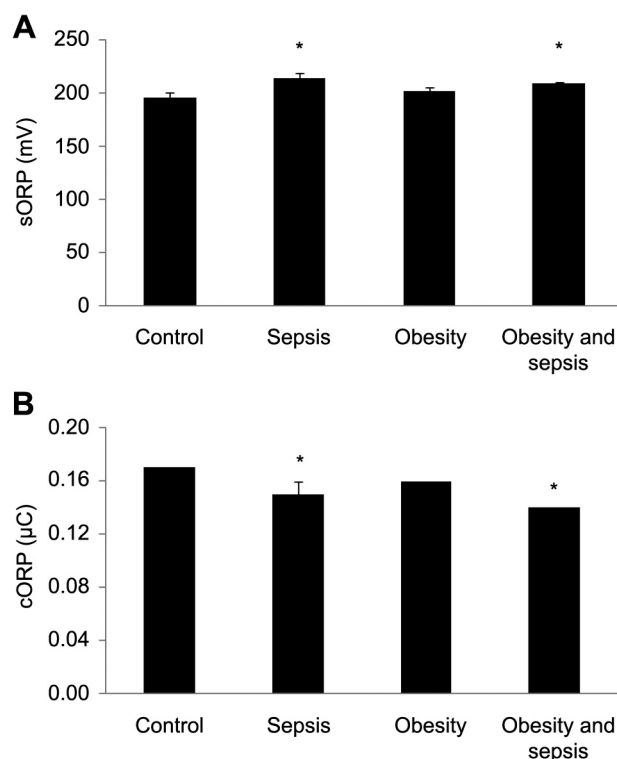 A
250
200
150
100
50
0
sORP (mV)
*
*
Control
Sepsis
Obesity
Obesity and
sepsis
B
0.20
0.16
0.12
0.08
0.04
0.00
cORP (µC)
*
*
Control
Sepsis
Obesity
Obesity and
sepsis